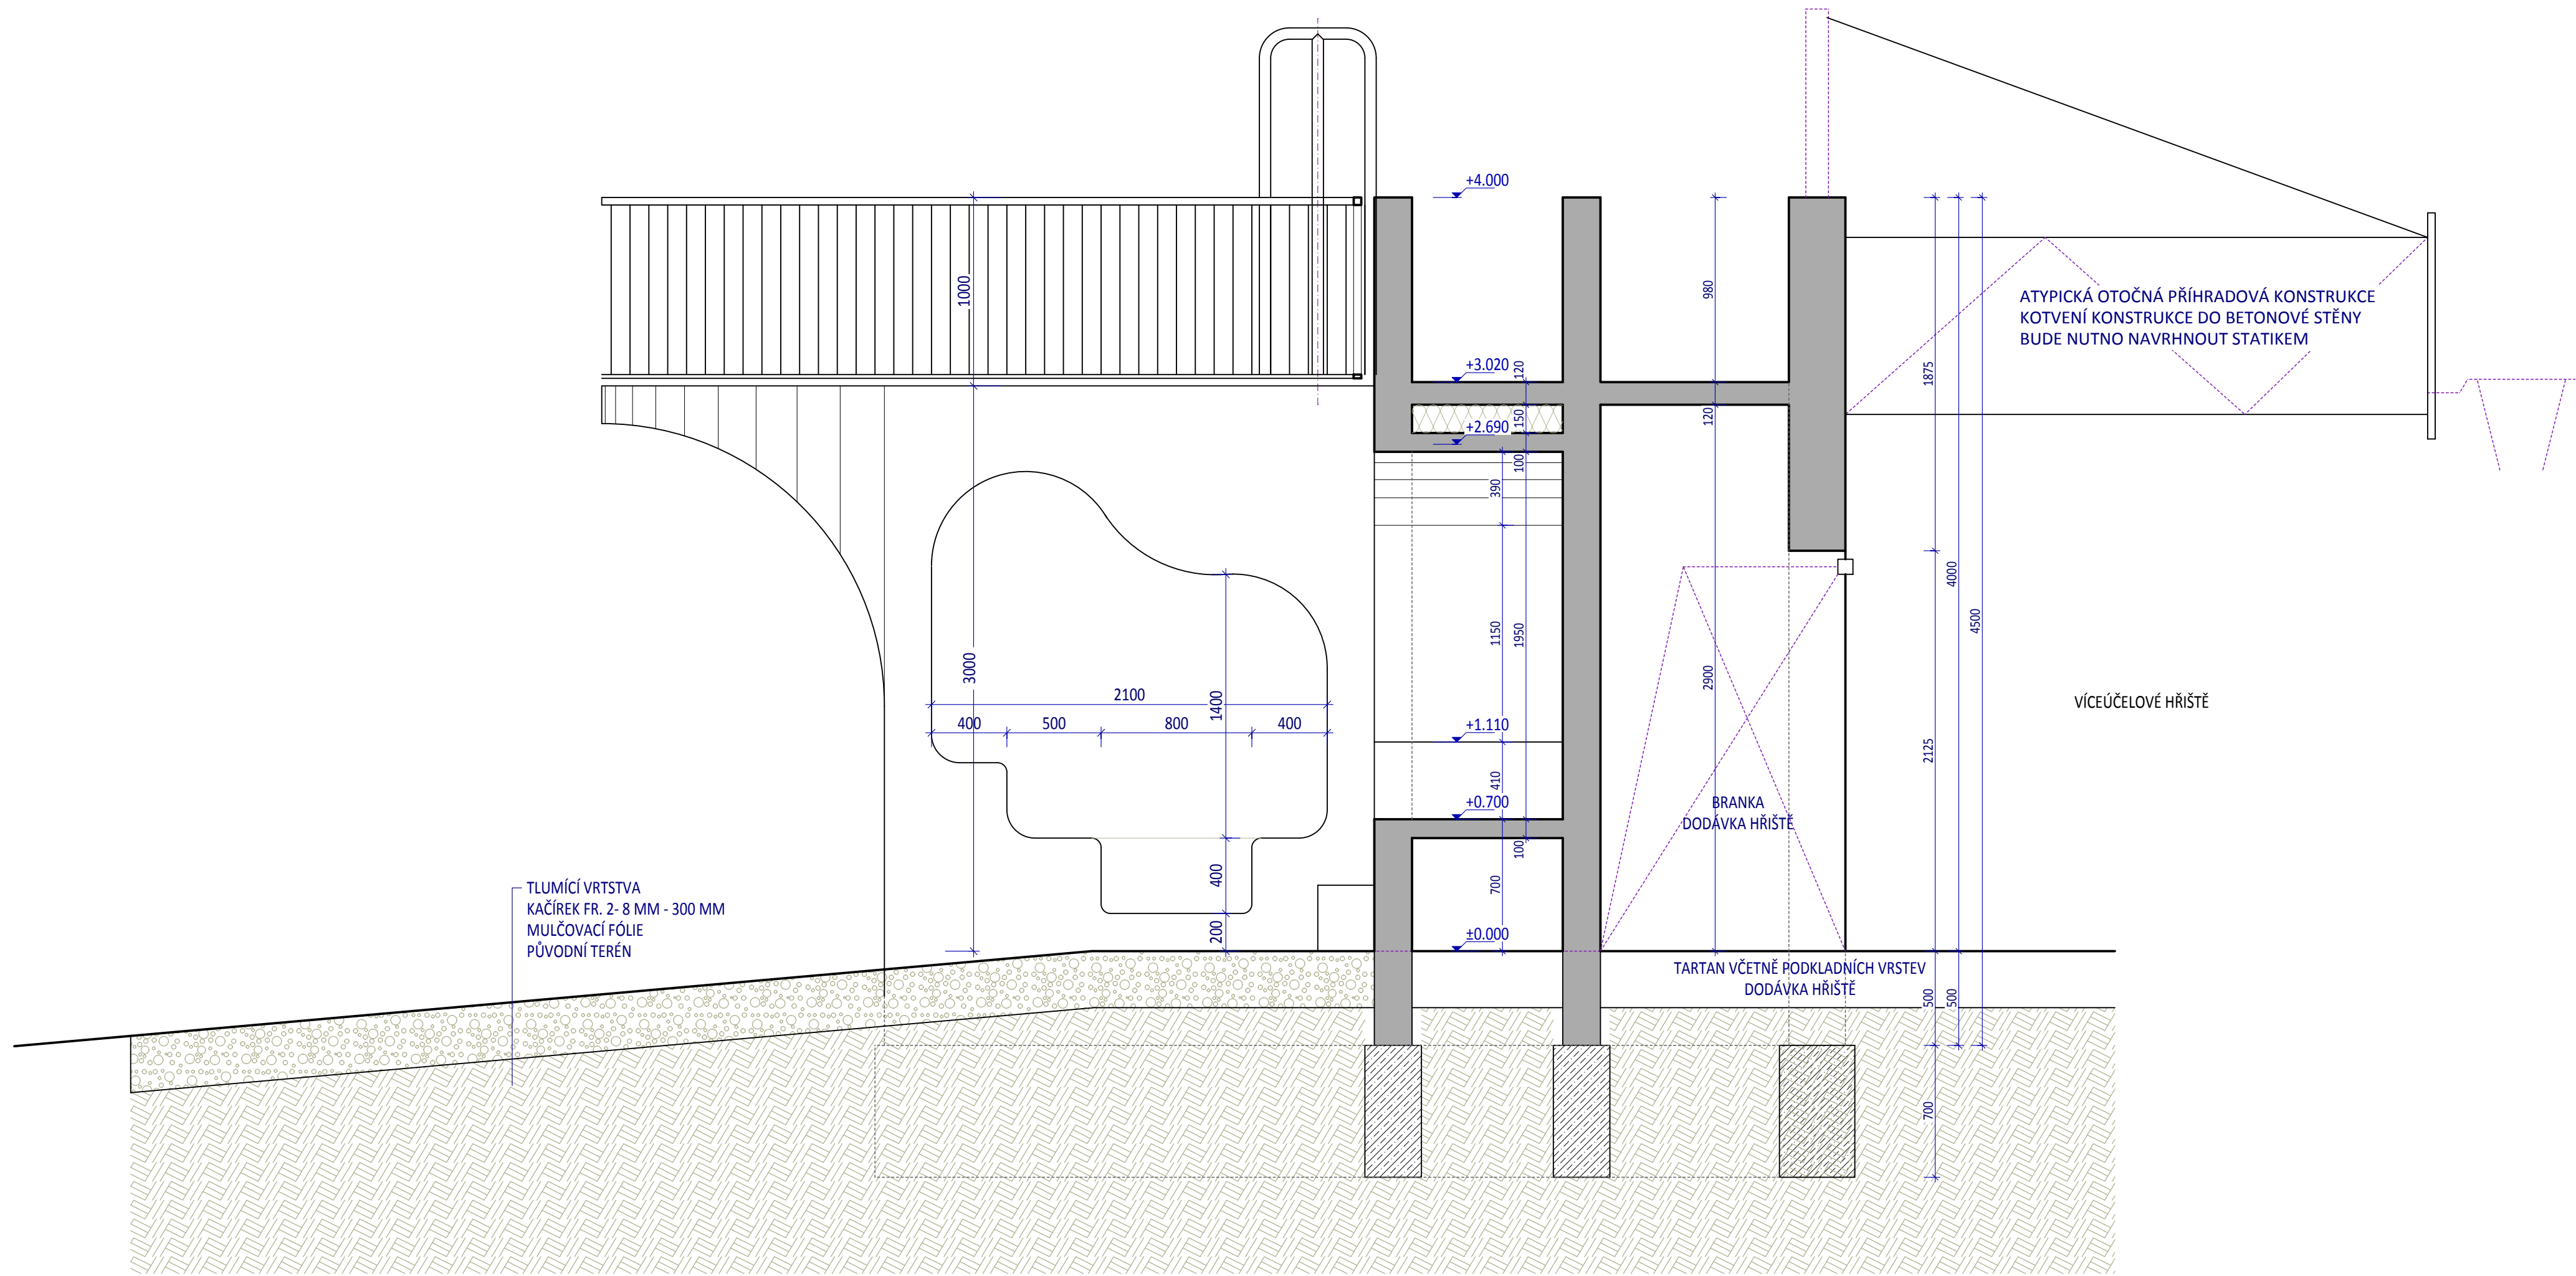 +4.000
1000
980
ATYPICKÁ OTOČNÁ PŘÍHRADOVÁ KONSTRUKCE
KOTVENÍ KONSTRUKCE DO BETONOVÉ STĚNY
BUDE NUTNO NAVRHNOUT STATIKEM
+3.020
120
1875
150
120
+2.690
100
390
4000
4500
1150
1950
3000
2900
2100
1400
VÍCEÚČELOVÉ HŘIŠTĚ
400
500
800
400
+1.110
2125
410
+0.700
BRANKA
DODÁVKA HŘIŠTĚ
100
400
700
TLUMÍCÍ VRTSTVA
KAČÍREK FR. 2- 8 MM - 300 MM
MULČOVACÍ FÓLIE
PŮVODNÍ TERÉN
200
±0.000
TARTAN VČETNĚ PODKLADNÍCH VRSTEV
DODÁVKA HŘIŠTĚ
500
500
700